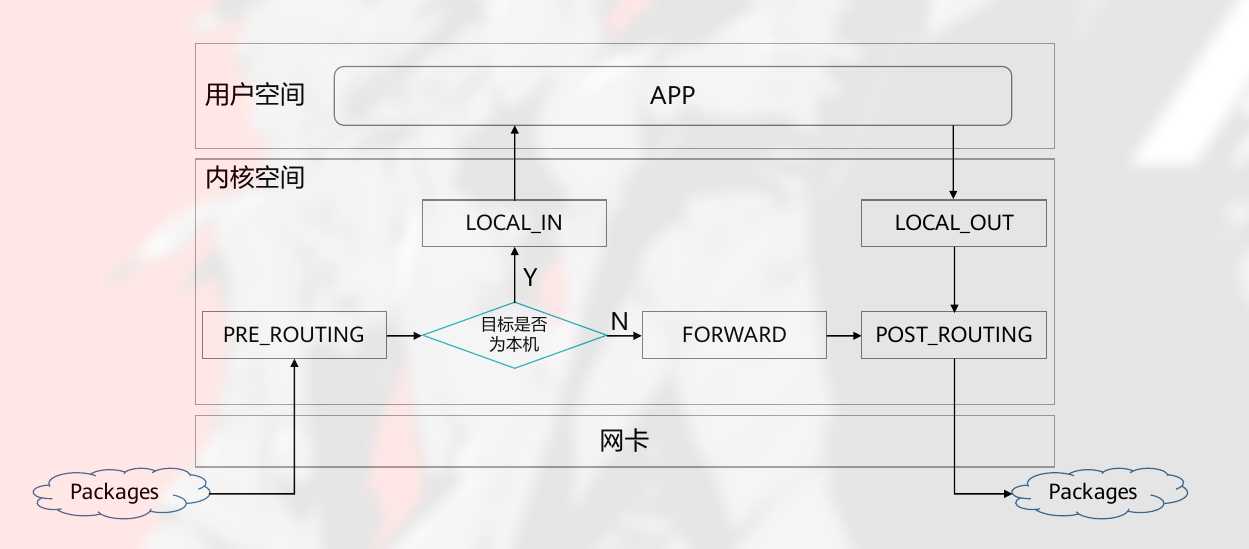 用户空间
APP
内核空间
LOCAL_IN
LOCAL_OUT
Y
PRE_ROUTING
目标是否
为本机
N
FORWARD
POST_ROUTING
网卡
Packages
Packages